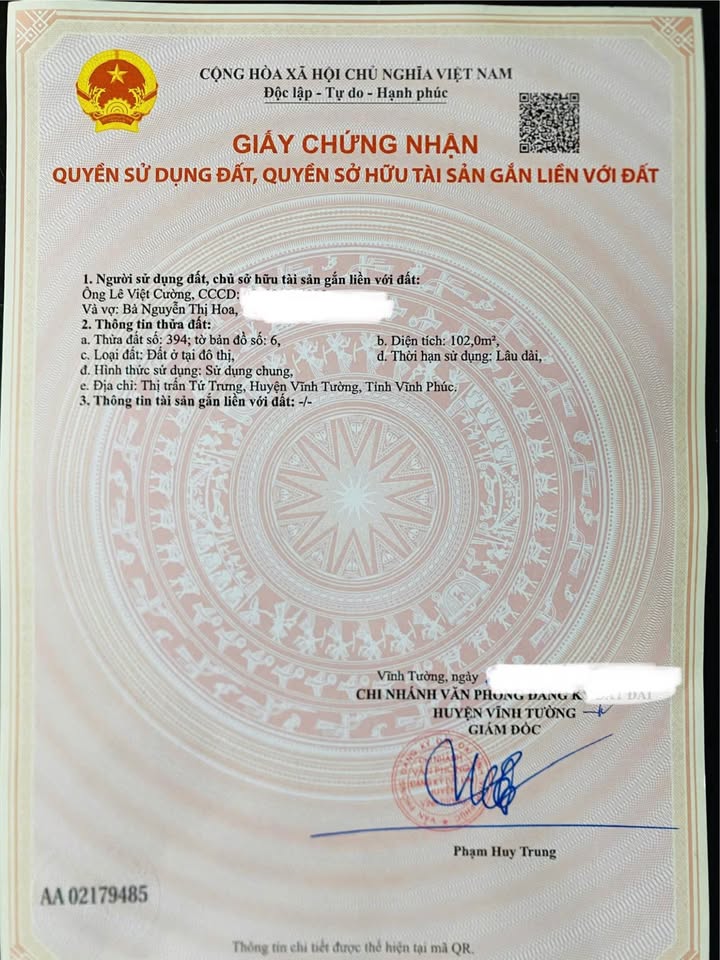 CỘNG HÒA XÃ HỘI CHỦ NGHĨA VIỆT NAM
Độc lập - Tự do - Hạnh phúc
GIẤY CHỨNG NHẬN
QUYỀN SỬ DỤNG ĐẤT, QUYỀN SỞ HỮU TÀI SẢN GẮN LIỀN VỚI ĐẤT
1. Người sử dụng đất, chủ sở hữu tài sản gắn liền với đất:
Ông Lê Việt Cường, CCCD:
Và vợ: Bà Nguyễn Thị Hoa,
2. Thông tin thửa đất:
a. Thửa đất số: 394; tờ bản đồ số: 6, b. Diện tích: 102,0m²,
c. Loại đất: Đất ở tại đô thị, d. Thời hạn sử dụng: Lâu dài,
đ. Hình thức sử dụng: Sử dụng chung,
e. Địa chỉ: Thị trấn Tứ Trưng, Huyện Vĩnh Tường, Tỉnh Vĩnh Phúc.
3. Thông tin tài sản gắn liền với đất: -/-
Vĩnh Tường, ngày
CHI NHÁNH VĂN PHÒNG ĐĂNG KÝ ĐẤT ĐAI
HUYỆN VĨNH TƯỜNG
GIÁM ĐỐC
Phạm Huy Trung
AA 02179485
Thông tin chi tiết được thể hiện tại mã QR.